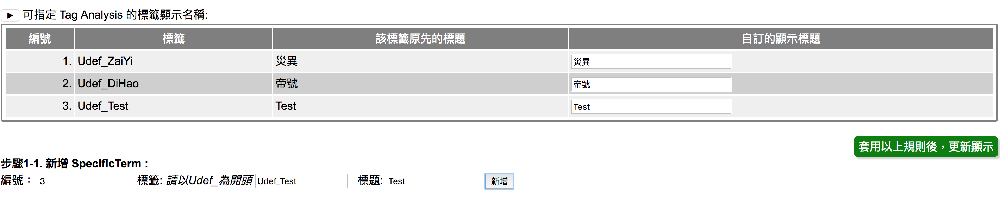 ▶ 可指定 Tag Analysis 的標籤顯示名稱:
編號 標籤 該標籤原先的標題 自訂的顯示標題
1. Udef_ZaiYi 災異 災異
2. Udef_DiHao 帝號 帝號
3. Udef_Test Test Test
套用以上規則後，更新顯示
步驟1-1. 新增 SpecificTerm :
編號： 3 標籤: 請以Udef_為開頭 Udef_Test 標題: Test 新增